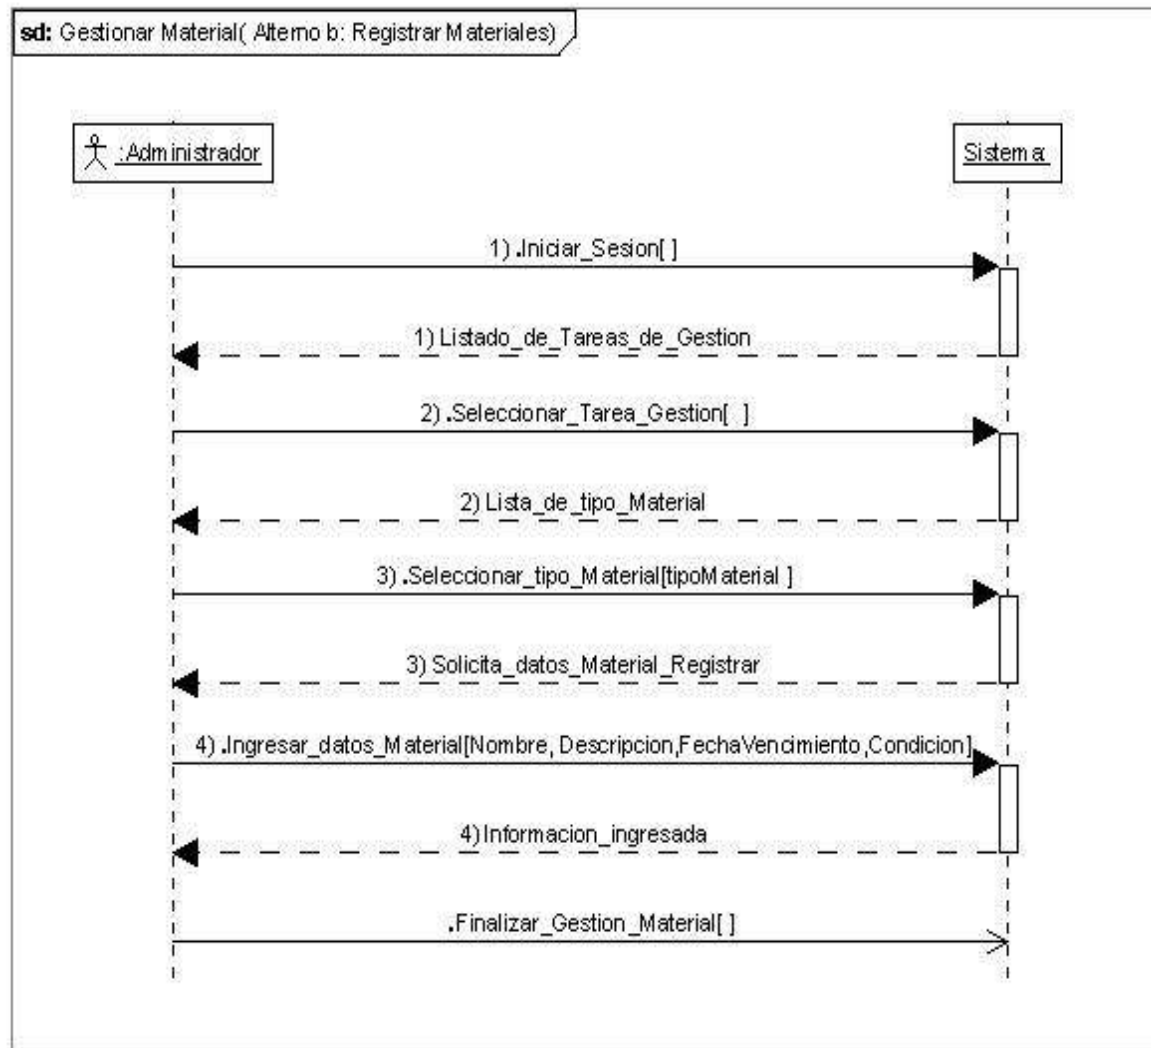 sd: Gestionar Material( Alterno b: Registrar Materiales)
:Administrador
Sistema:
1) .Iniciar_Sesion[ ]
1) Listado_de_Tareas_de_Gestion
2) .Seleccionar_Tarea_Gestion[ ]
2) Lista_de_tipo_Material
3) .Seleccionar_tipo_Material[tipoMaterial ]
3) Solicita_datos_Material_Registrar
4) .Ingresar_datos_Material[Nombre, Descripcion,FechaVencimiento,Condicion]
4)Informacion_ingresada
.Finalizar_Gestion_Material[ ]